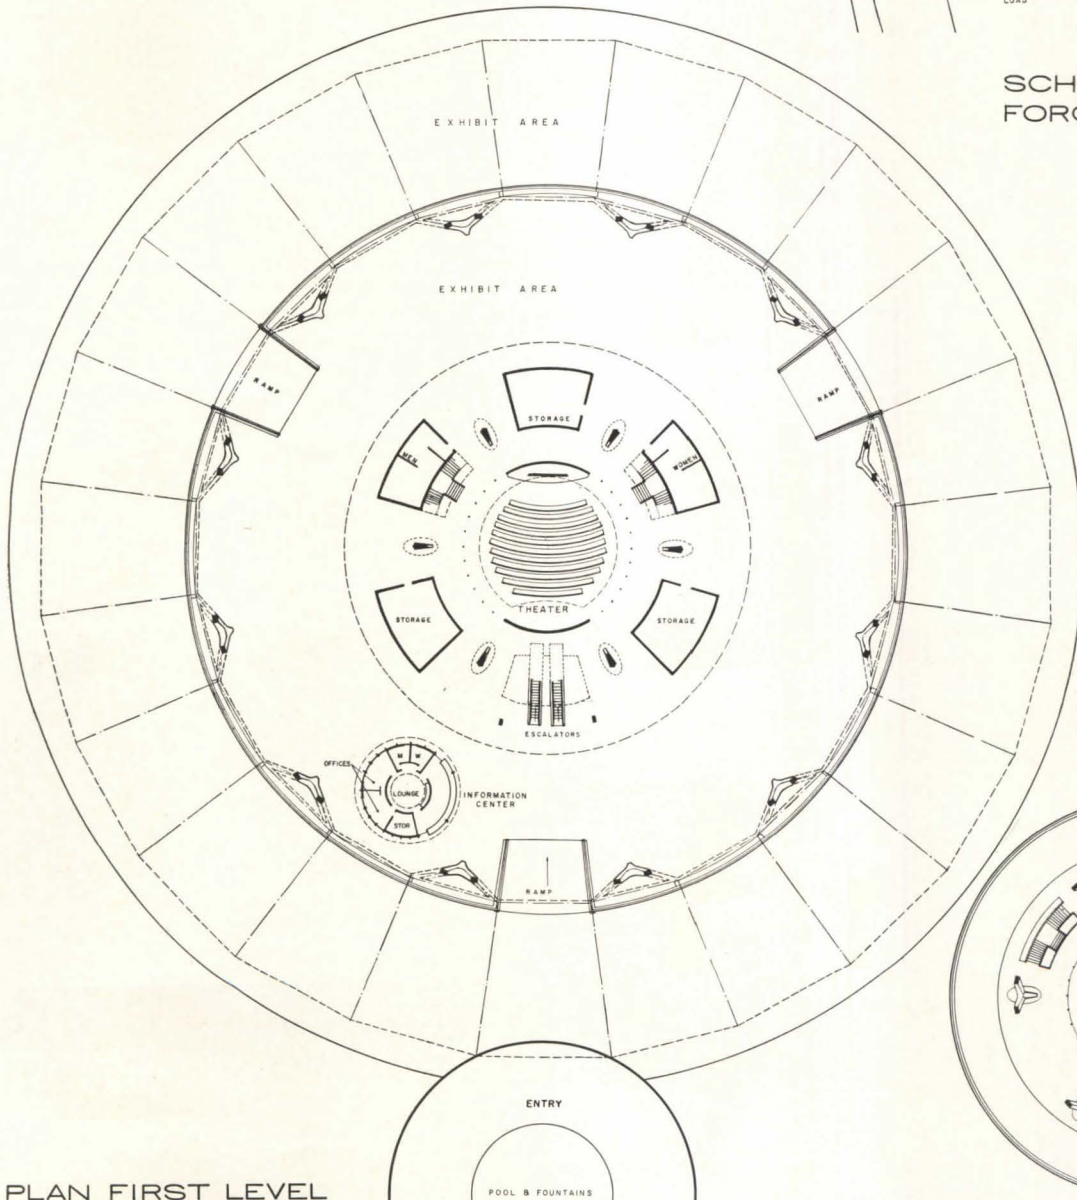 LOAD
SCH
FORC
EXHIBIT AREA
EXHIBIT AREA
RAMP
RAMP
STORAGE
MEN
WOMEN
THEATER
STORAGE
STORAGE
ESCALATORS
OFFICES
M W
LOUNGE
INFORMATION
CENTER
STOR
RAMP
ENTRY
POOL & FOUNTAINS
PLAN FIRST LEVEL